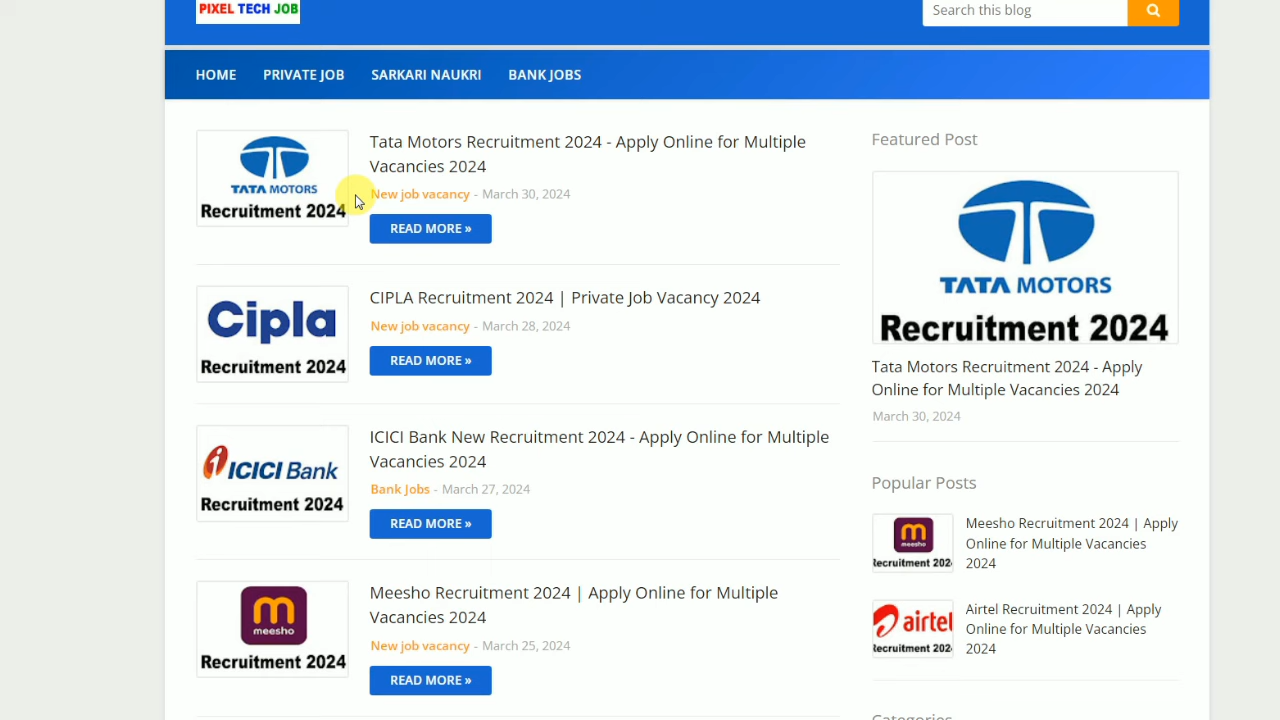 PIXEL TECH JOB
Search this blog
HOME PRIVATE JOB SARKARI NAUKRI BANK JOBS
TATA MOTORS
Recruitment 2024
Tata Motors Recruitment 2024 - Apply Online for Multiple
Vacancies 2024
New job vacancy - March 30, 2024
READ MORE »
Cipla
Recruitment 2024
CIPLA Recruitment 2024 | Private Job Vacancy 2024
New job vacancy - March 28, 2024
READ MORE »
ICICI Bank
Recruitment 2024
ICICI Bank New Recruitment 2024 - Apply Online for Multiple
Vacancies 2024
Bank Jobs - March 27, 2024
READ MORE »
meesho
Recruitment 2024
Meesho Recruitment 2024 | Apply Online for Multiple
Vacancies 2024
New job vacancy - March 25, 2024
READ MORE »
Featured Post
TATA MOTORS
Recruitment 2024
Tata Motors Recruitment 2024 - Apply
Online for Multiple Vacancies 2024
March 30, 2024
Popular Posts
meesho
Recruitment 202
Meesho Recruitment 2024 | Apply
Online for Multiple Vacancies
2024
airtel
Recruitment 202
Airtel Recruitment 2024 | Apply
Online for Multiple Vacancies
2024
Categories